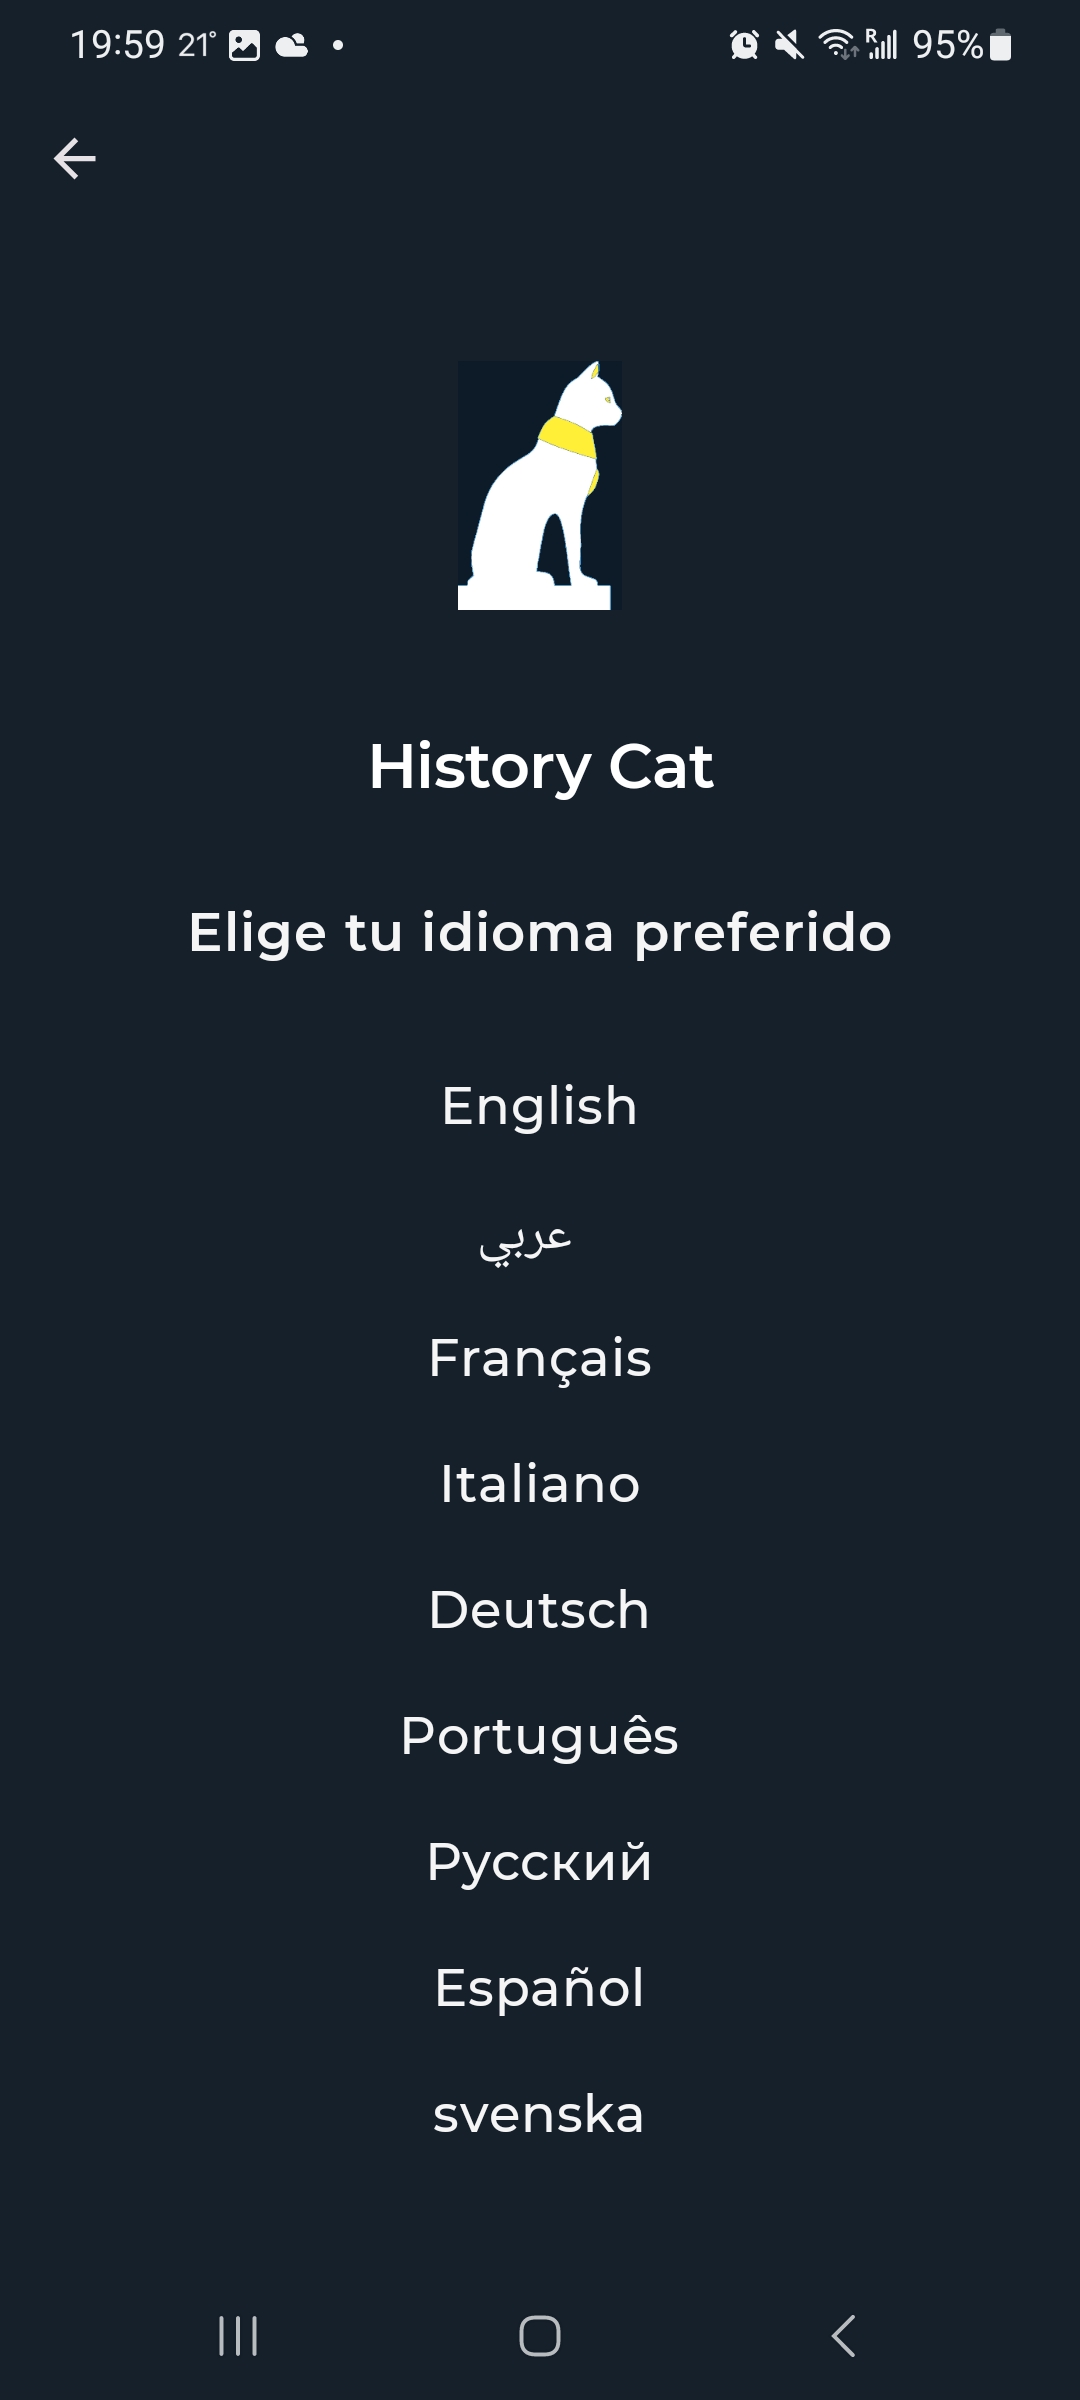 19:59 21° R 95%
History Cat
Elige tu idioma preferido
English
عربي
Français
Italiano
Deutsch
Português
Русский
Español
svenska